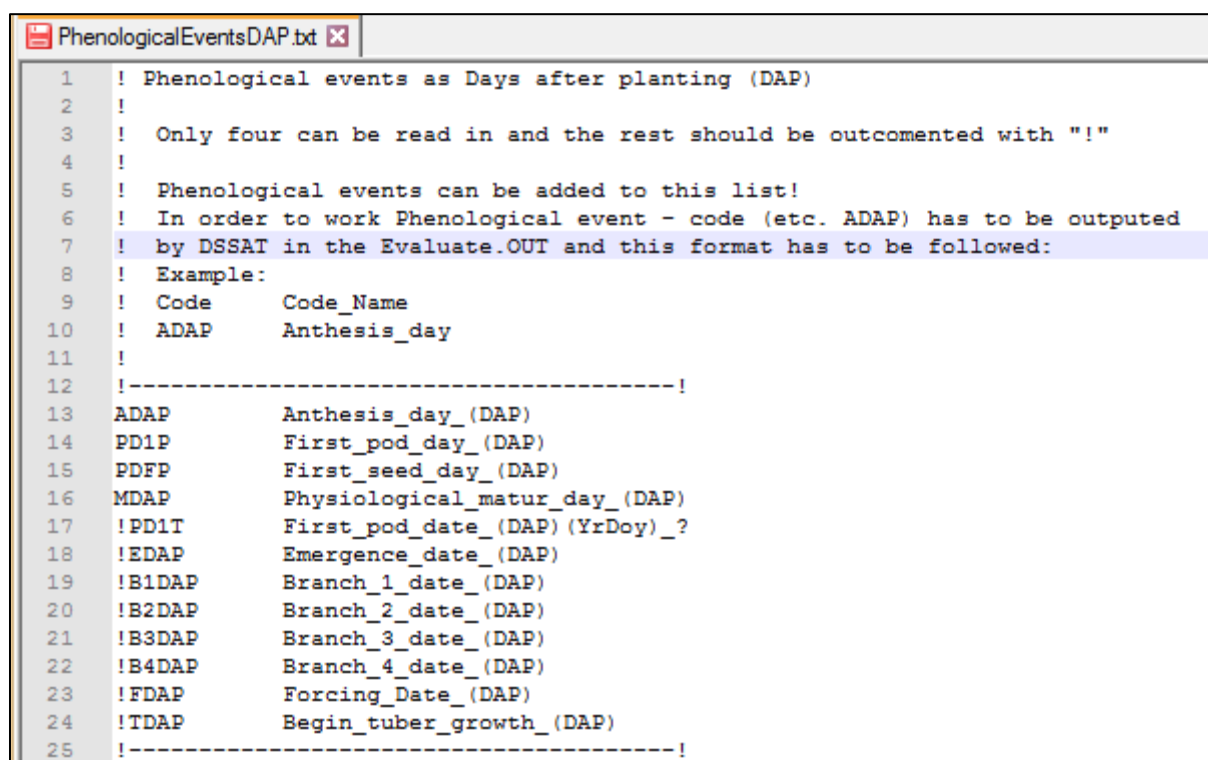 PhenologicalEventsDAP.txt
1 ! Phenological events as Days after planting (DAP)
2 !
3 ! Only four can be read in and the rest should be outcomented with "!"
4 !
5 ! Phenological events can be added to this list!
6 ! In order to work Phenological event - code (etc. ADAP) has to be outputed
7 ! by DSSAT in the Evaluate.OUT and this format has to be followed:
8 ! Example:
9 ! Code Code_Name
10 ! ADAP Anthesis_day
11 !
12 !---------------------------------------!
13 ADAP Anthesis_day_(DAP)
14 PD1P First_pod_day_(DAP)
15 PDFP First_seed_day_(DAP)
16 MDAP Physiological_matur_day_(DAP)
17 !PD1T First_pod_date_(DAP)(YrDoy)_?
18 !EDAP Emergence_date_(DAP)
19 !B1DAP Branch_1_date_(DAP)
20 !B2DAP Branch_2_date_(DAP)
21 !B3DAP Branch_3_date_(DAP)
22 !B4DAP Branch_4_date_(DAP)
23 !FDAP Forcing_Date_(DAP)
24 !TDAP Begin_tuber_growth_(DAP)
25 !---------------------------------------!